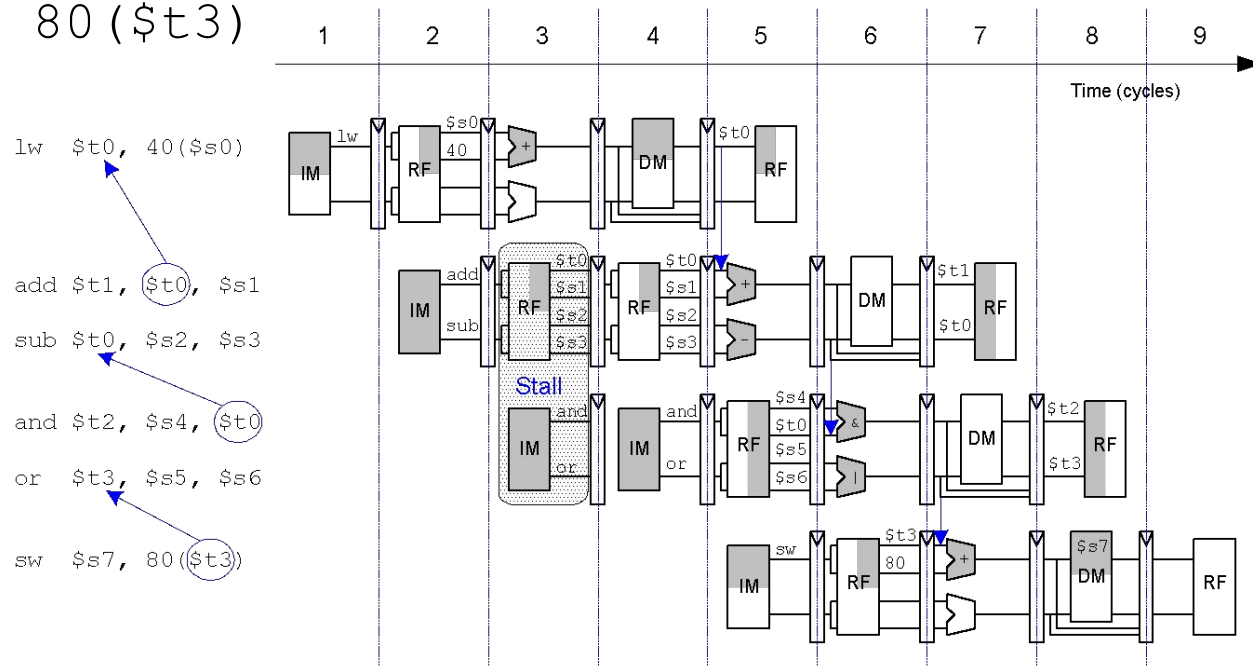 80($t3)
1 2 3 4 5 6 7 8 9
Time (cycles)
lw $t0, 40($s0)
IM lw RF $s0 40 + DM $t0 RF
add $t1, $t0, $s1
sub $t0, $s2, $s3
IM add sub RF $t0 $s1 $s2 $s3 RF $t0 $s1 $s2 $s3 + - DM $t1 $t0 RF
Stall
and $t2, $s4, $t0
or $t3, $s5, $s6
IM and or IM and or RF $s4 $t0 $s5 $s6 & | DM $t2 $t3 RF
sw $s7, 80($t3)
IM sw RF $t3 80 + $s7 DM RF